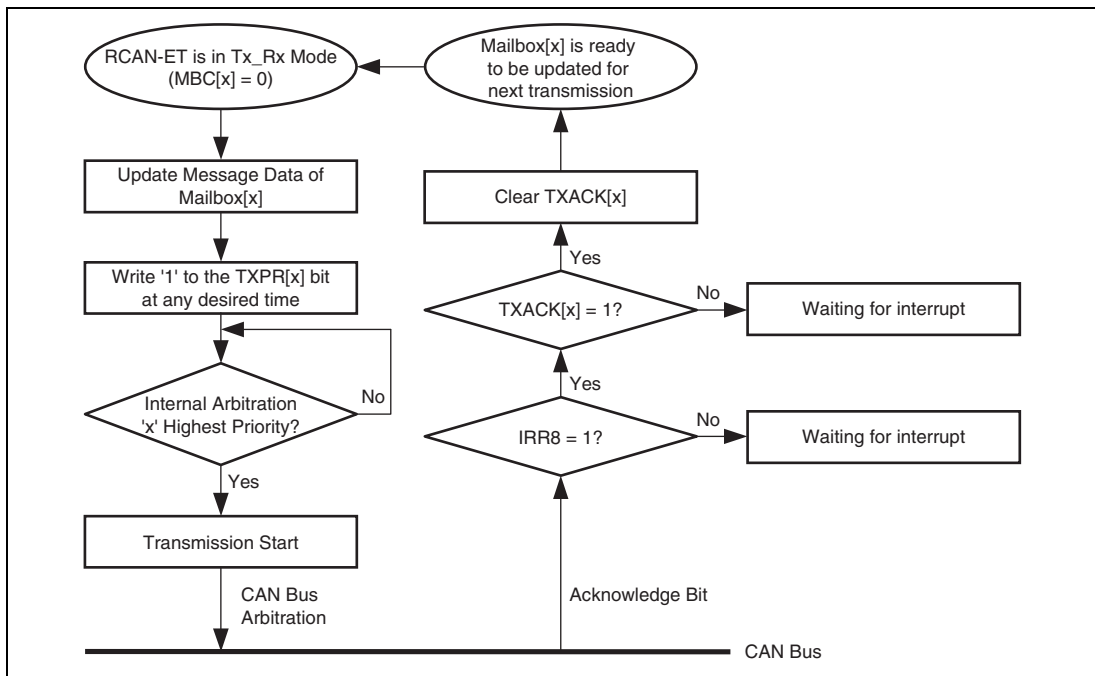 RCAN-ET is in Tx_Rx Mode
(MBC[x] = 0)
Update Message Data of
Mailbox[x]
Write '1' to the TXPR[x] bit
at any desired time
Internal Arbitration
'x' Highest Priority?
No
Yes
Transmission Start
CAN Bus
Arbitration
Mailbox[x] is ready
to be updated for
next transmission
Clear TXACK[x]
Yes
TXACK[x] = 1?
No
Waiting for interrupt
Yes
IRR8 = 1?
No
Waiting for interrupt
Acknowledge Bit
CAN Bus